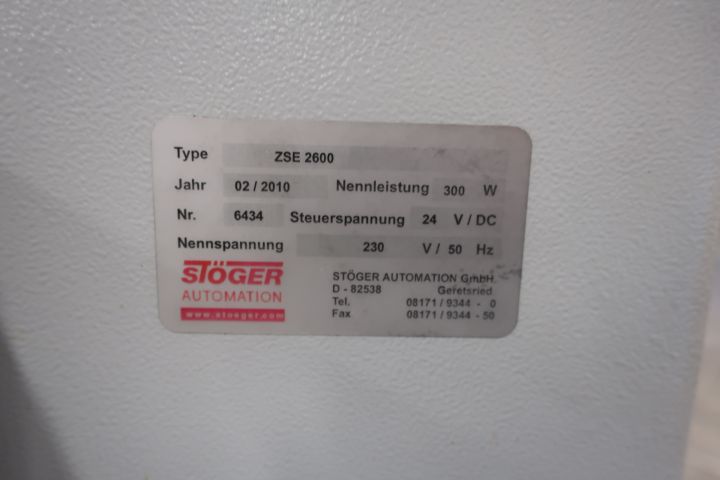 Type ZSE 2600
Jahr 02 / 2010 Nennleistung 300 W
Nr. 6434 Steuerspannung 24 V / DC
Nennspannung 230 V / 50 Hz
STÖGER
AUTOMATION
www.stoeger.com
STÖGER AUTOMATION GmbH
D - 82538 Geretsried
Tel. 08171 / 9344 - 0
Fax 08171 / 9344 - 50